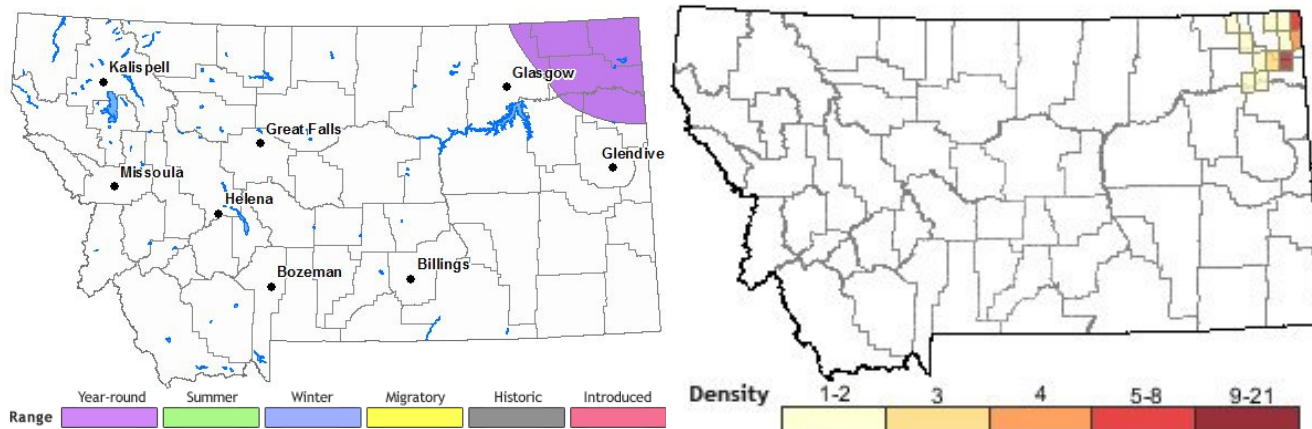 Kalispell
Glasgow
Great Falls
Glendive
Missoula
Helena
Bozeman
Billings
Range
Year-round
Summer
Winter
Migratory
Historic
Introduced
Density
1-2
3
4
5-8
9-21